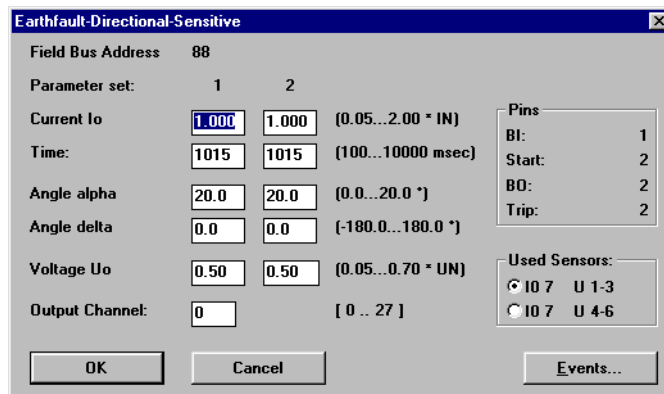 Earthfault-Directional-Sensitive
Field Bus Address 88
Parameter set: 1 2
Current Io 1.000 1.000 (0.05...2.00 * IN)
Time: 1015 1015 (100...10000 msec)
Angle alpha 20.0 20.0 (0.0...20.0 °)
Angle delta 0.0 0.0 (-180.0...180.0 °)
Voltage Uo 0.50 0.50 (0.05...0.70 * UN)
Output Channel: 0 [ 0 .. 27 ]
Pins
BI: 1
Start: 2
BO: 2
Trip: 2
Used Sensors:
I0 7 U 1-3
I0 7 U 4-6
OK Cancel Events...